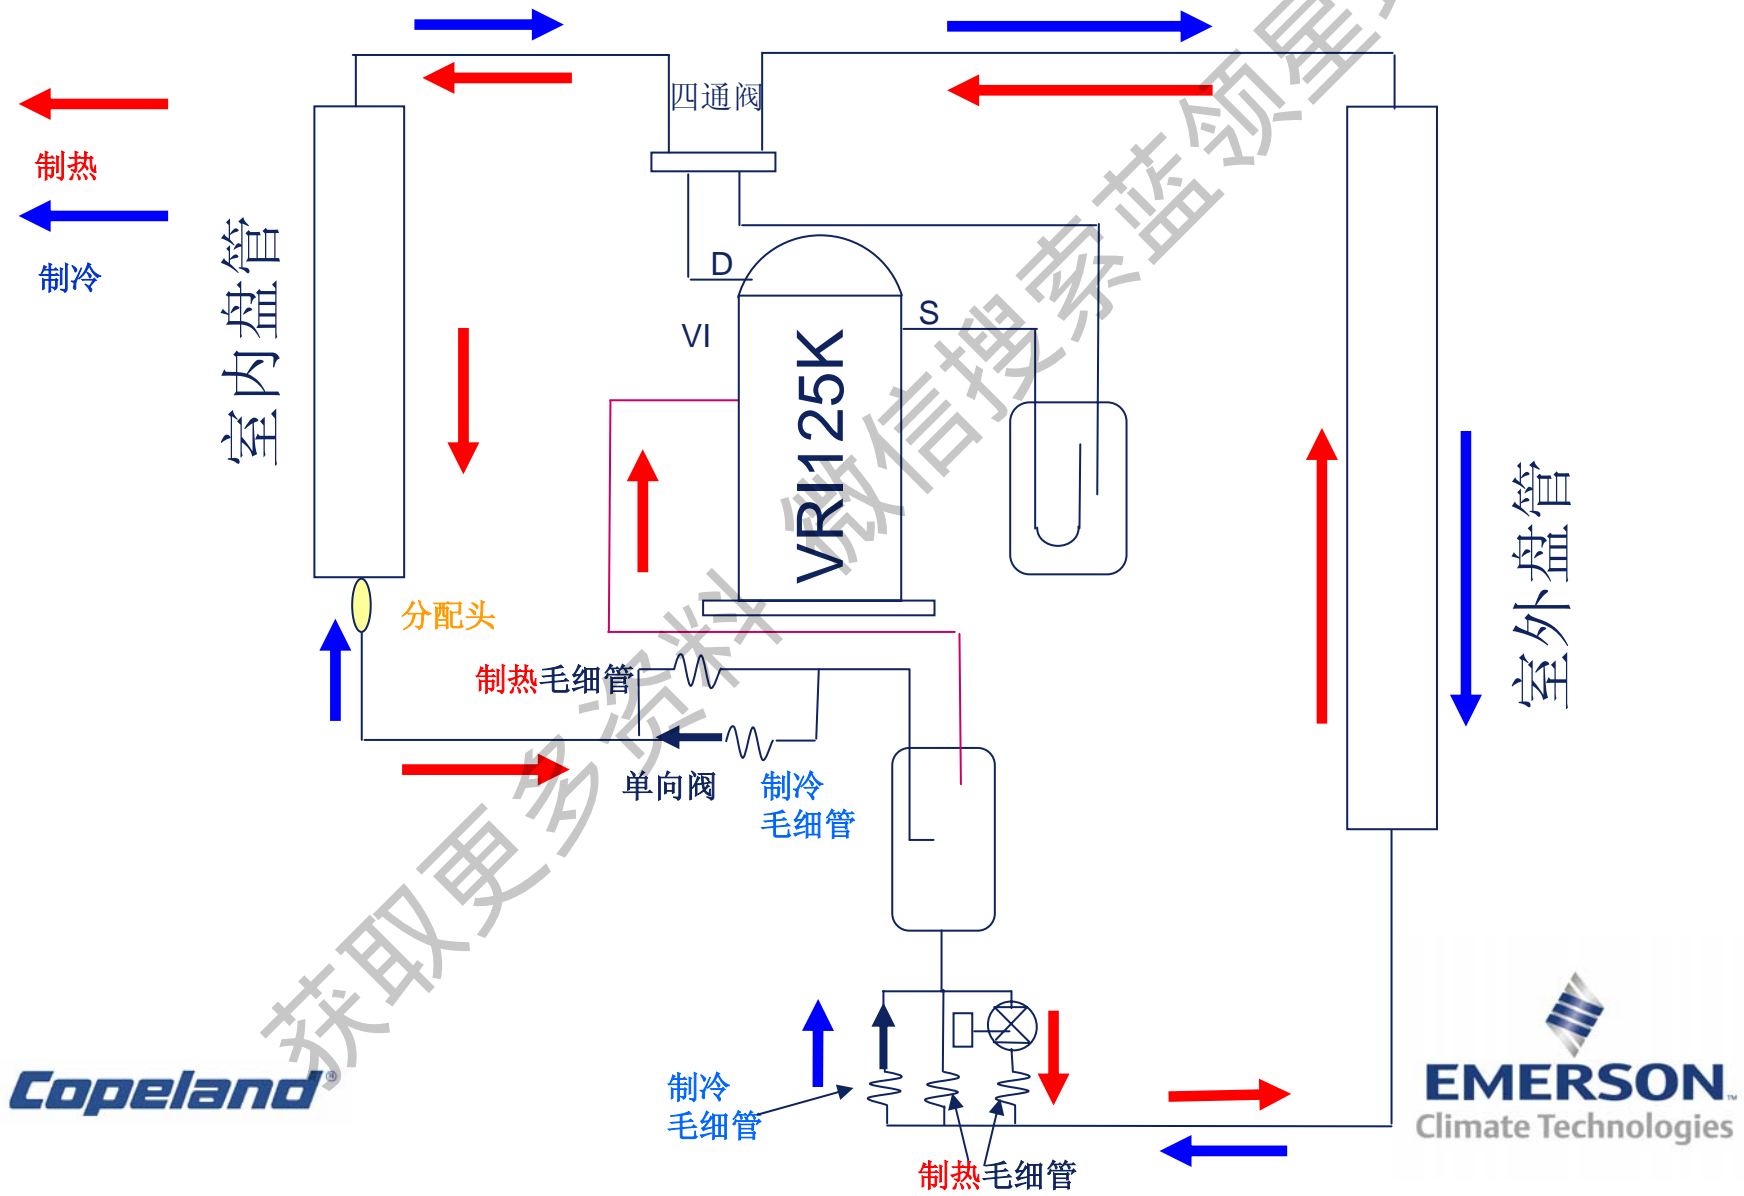 四通阀
制热
制冷
室内盘管
D
S
VI
VRI125K
室外盘管
分配头
制热毛细管
单向阀
制冷
毛细管
制冷
毛细管
制热毛细管
Copeland®
EMERSON™
Climate Technologies
获取更多资料 微信搜索蓝领星